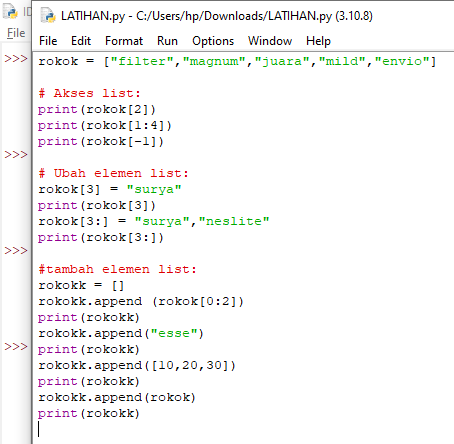 LATIHAN.py - C:/Users/hp/Downloads/LATIHAN.py (3.10.8)
File Edit Format Run Options Window Help
File
rokok = ["filter","magnum","juara","mild","envio"]
>>>
# Akses list:
print(rokok[2])
print(rokok[1:4])
print(rokok[-1])
>>>
# Ubah elemen list:
rokok[3] = "surya"
print(rokok[3])
rokok[3:] = "surya","neslite"
print(rokok[3:])
>>>
#tambah elemen list:
rokokk = []
rokokk.append (rokok[0:2])
print(rokokk)
rokokk.append("esse")
print(rokokk)
>>>
rokokk.append([10,20,30])
print(rokokk)
rokokk.append(rokok)
print(rokokk)